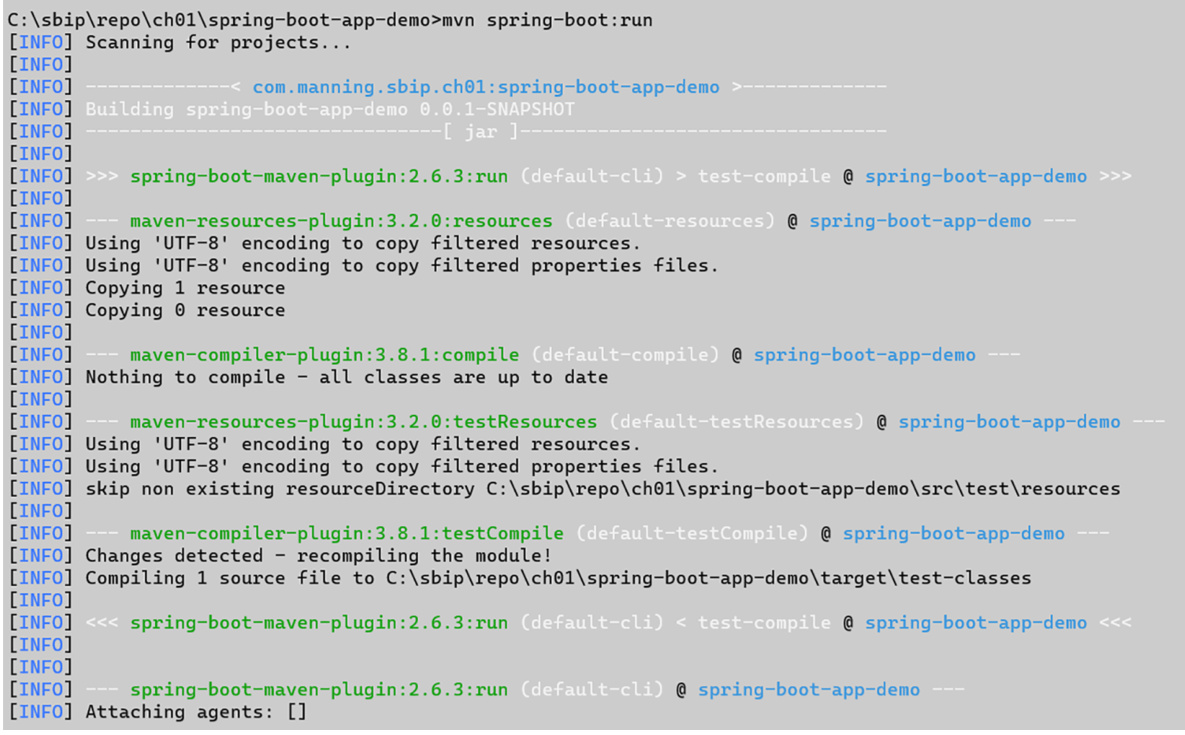 C:\sbip\repo\ch01\spring-boot-app-demo>mvn spring-boot:run
[INFO] Scanning for projects...
[INFO]
[INFO] -------------< com.manning.sbip.ch01:spring-boot-app-demo >-------------
[INFO] Building spring-boot-app-demo 0.0.1-SNAPSHOT
[INFO] --------------------------------[ jar ]---------------------------------
[INFO]
[INFO] >>> spring-boot-maven-plugin:2.6.3:run (default-cli) > test-compile @ spring-boot-app-demo >>>
[INFO]
[INFO] --- maven-resources-plugin:3.2.0:resources (default-resources) @ spring-boot-app-demo ---
[INFO] Using 'UTF-8' encoding to copy filtered resources.
[INFO] Using 'UTF-8' encoding to copy filtered properties files.
[INFO] Copying 1 resource
[INFO] Copying 0 resource
[INFO]
[INFO] --- maven-compiler-plugin:3.8.1:compile (default-compile) @ spring-boot-app-demo ---
[INFO] Nothing to compile - all classes are up to date
[INFO]
[INFO] --- maven-resources-plugin:3.2.0:testResources (default-testResources) @ spring-boot-app-demo ---
[INFO] Using 'UTF-8' encoding to copy filtered resources.
[INFO] Using 'UTF-8' encoding to copy filtered properties files.
[INFO] skip non existing resourceDirectory C:\sbip\repo\ch01\spring-boot-app-demo\src\test\resources
[INFO]
[INFO] --- maven-compiler-plugin:3.8.1:testCompile (default-testCompile) @ spring-boot-app-demo ---
[INFO] Changes detected - recompiling the module!
[INFO] Compiling 1 source file to C:\sbip\repo\ch01\spring-boot-app-demo\target\test-classes
[INFO]
[INFO] <<< spring-boot-maven-plugin:2.6.3:run (default-cli) < test-compile @ spring-boot-app-demo <<<
[INFO]
[INFO]
[INFO] --- spring-boot-maven-plugin:2.6.3:run (default-cli) @ spring-boot-app-demo ---
[INFO] Attaching agents: []